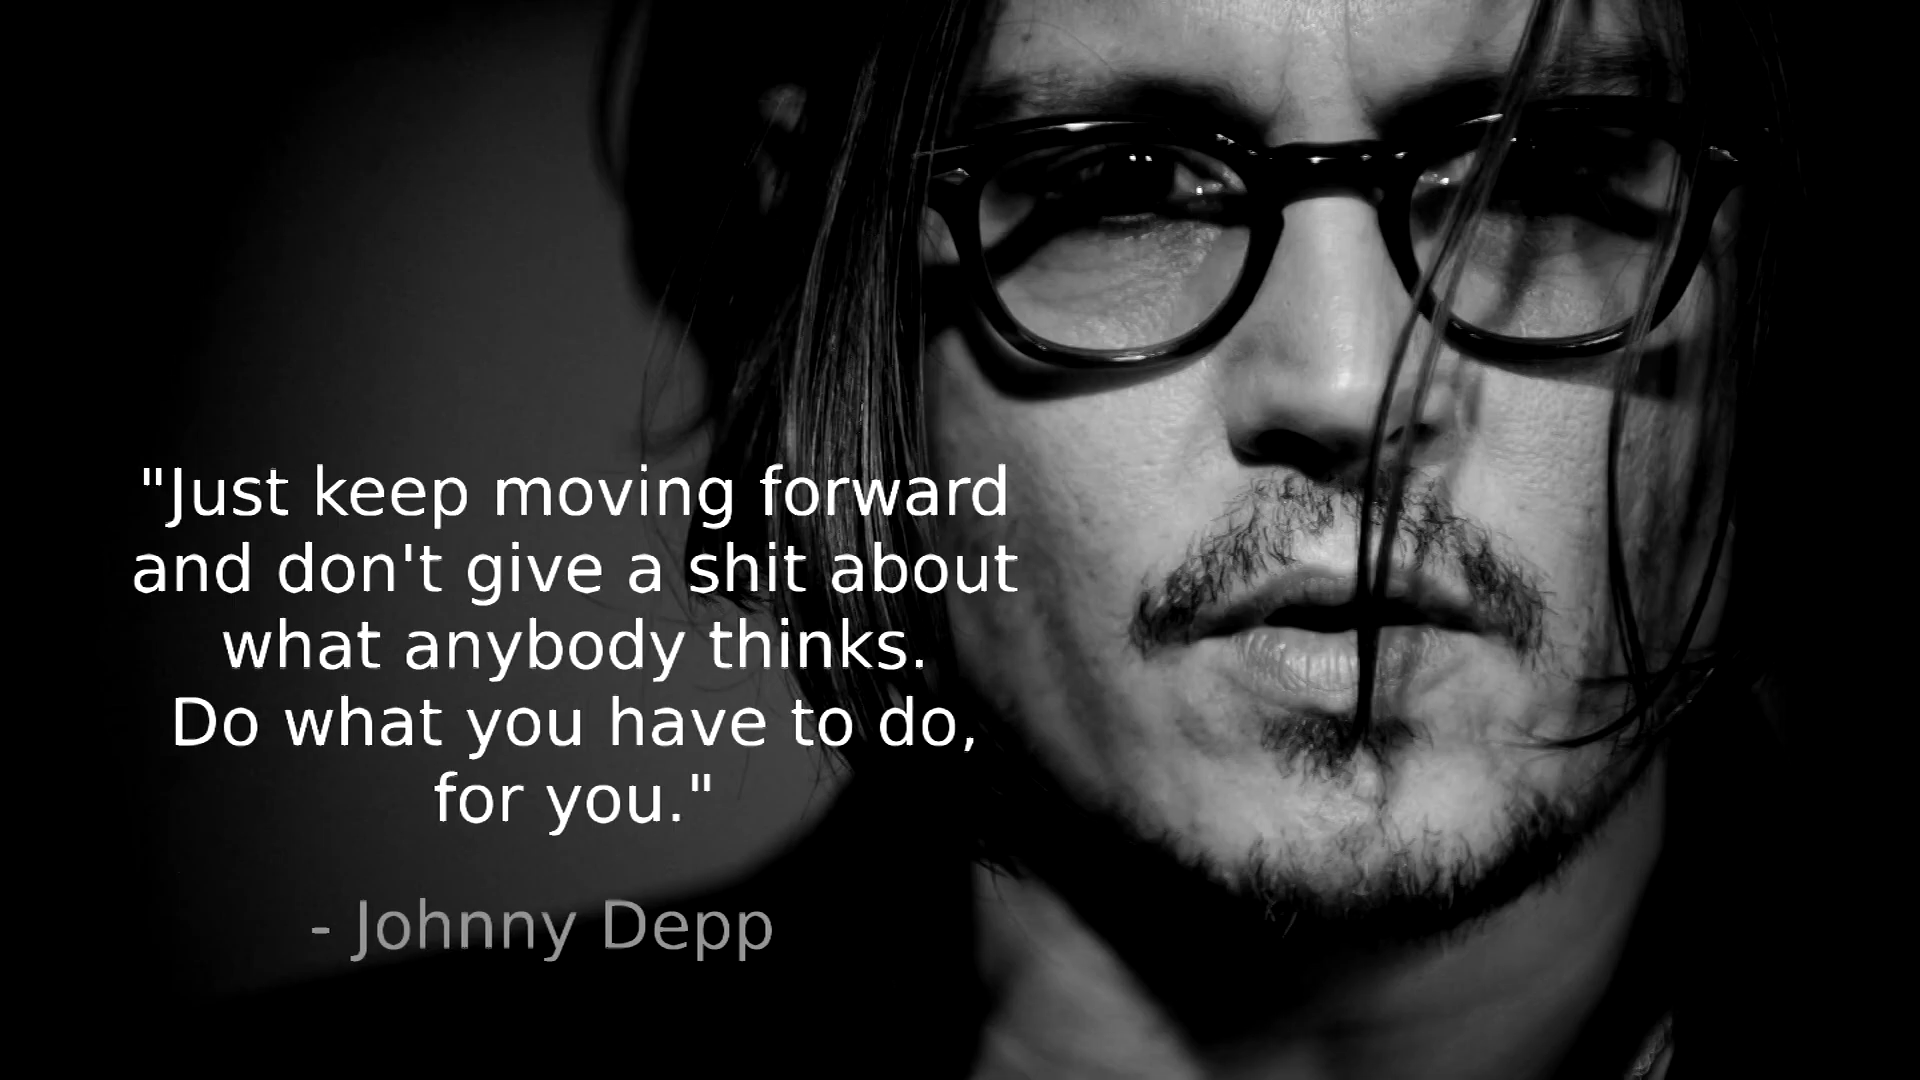 "Just keep moving forward
and don't give a shit about
what anybody thinks.
Do what you have to do,
for you."
- Johnny Depp